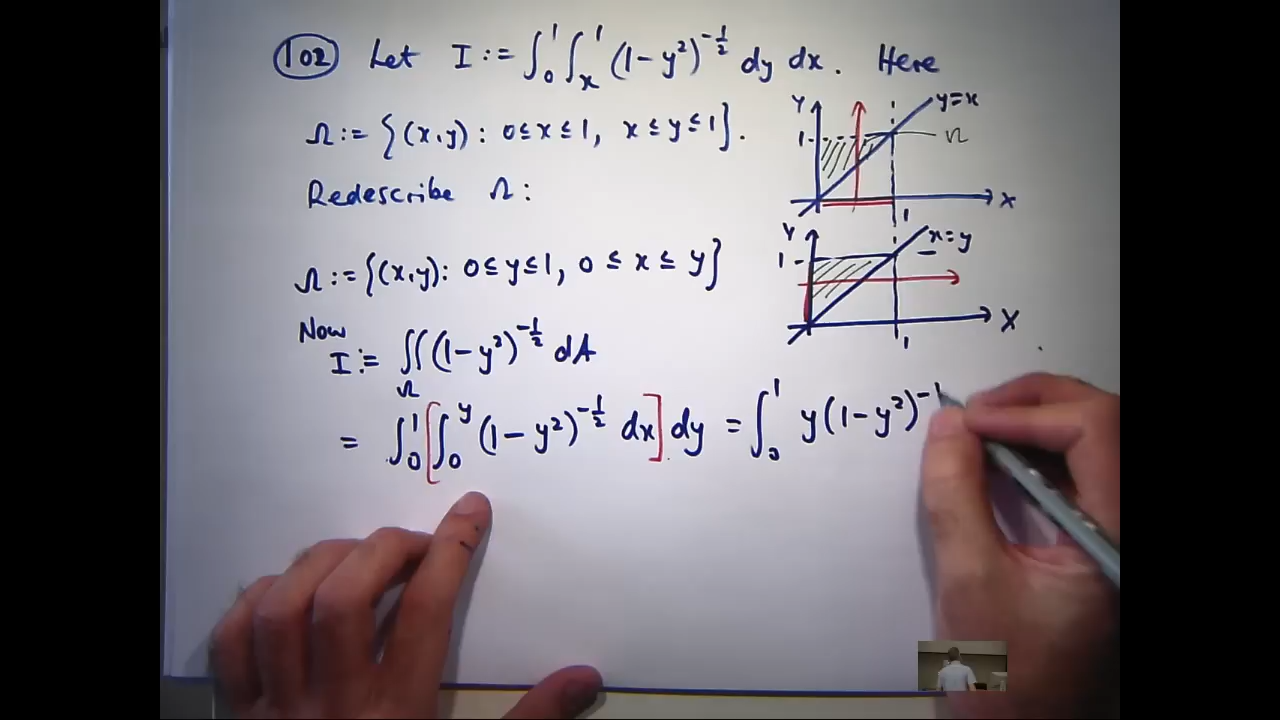 102 Let I := ∫₀¹ ∫ₓ¹ (1 - y²)^{-1/2} dy dx. Here
Ω := {(x,y) : 0 ≤ x ≤ 1, x ≤ y ≤ 1}.
Redescribe Ω :
Ω := {(x,y) : 0 ≤ y ≤ 1, 0 ≤ x ≤ y}
Now
I := ∬_Ω (1 - y²)^{-1/2} dA
= ∫₀¹ [∫₀^y (1 - y²)^{-1/2} dx] dy = ∫₀¹ y(1 - y²)^{-1
Y
y=x
1
Ω
X
1
Y
x=y
1
X
1